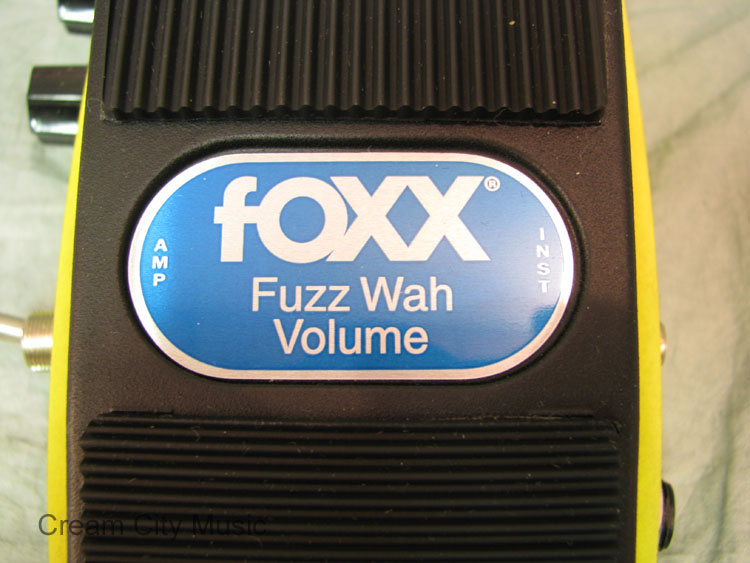 foxx®
AMP
INST
Fuzz Wah
Volume
Cream City Music